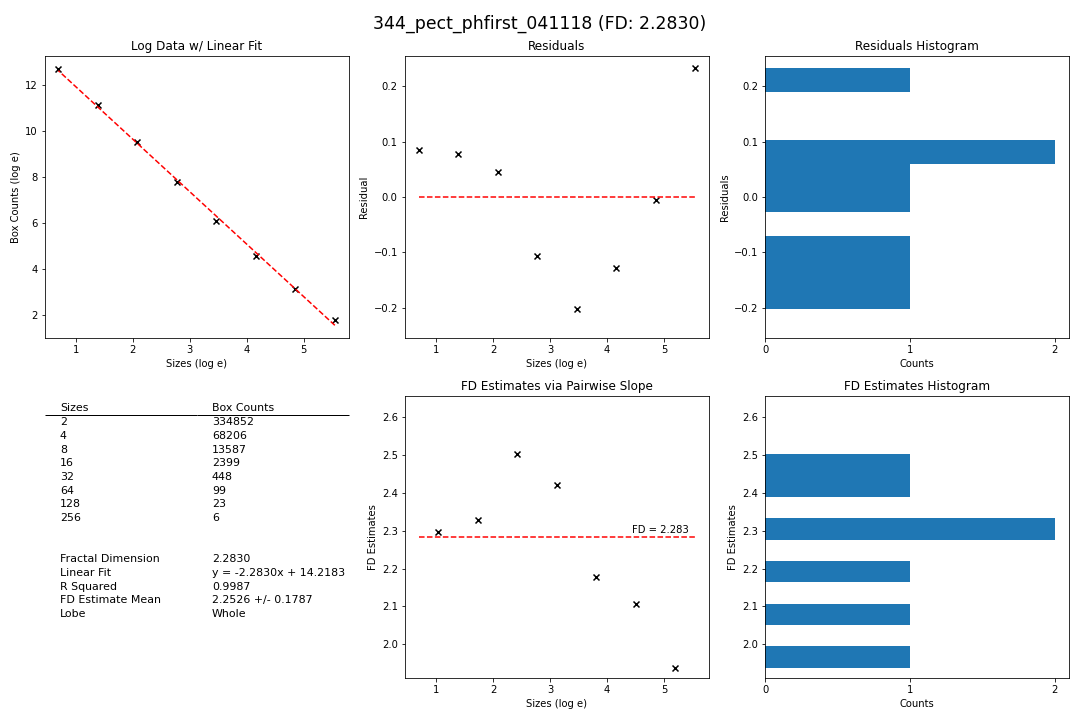 344_pect_phfirst_041118 (FD: 2.2830)
Log Data w/ Linear Fit
Box Counts (log e)
12
10
8
6
4
2
1
2
3
4
5
Sizes (log e)
Residuals
Residual
0.2
0.1
0.0
−0.1
−0.2
1
2
3
4
5
Sizes (log e)
Residuals Histogram
Residuals
0.2
0.1
0.0
−0.1
−0.2
0
1
2
Counts
Sizes Box Counts
2 334852
4 68206
8 13587
16 2399
32 448
64 99
128 23
256 6
Fractal Dimension 2.2830
Linear Fit y = -2.2830x + 14.2183
R Squared 0.9987
FD Estimate Mean 2.2526 +/- 0.1787
Lobe Whole
FD Estimates via Pairwise Slope
FD Estimates
2.6
2.5
2.4
2.3
2.2
2.1
2.0
FD = 2.283
1
2
3
4
5
Sizes (log e)
FD Estimates Histogram
FD Estimates
2.6
2.5
2.4
2.3
2.2
2.1
2.0
0
1
2
Counts